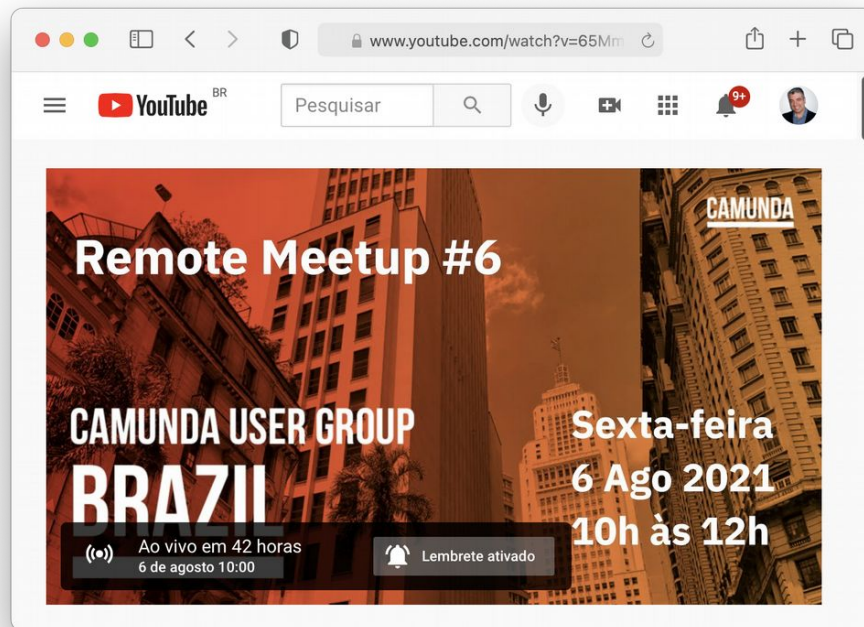 www.youtube.com/watch?v=65Mm
YouTube BR
Pesquisar
9+
CAMUNDA
Remote Meetup #6
CAMUNDA USER GROUP
BRAZIL
Sexta-feira
6 Ago 2021
10h às 12h
Ao vivo em 42 horas
6 de agosto 10:00
Lembrete ativado